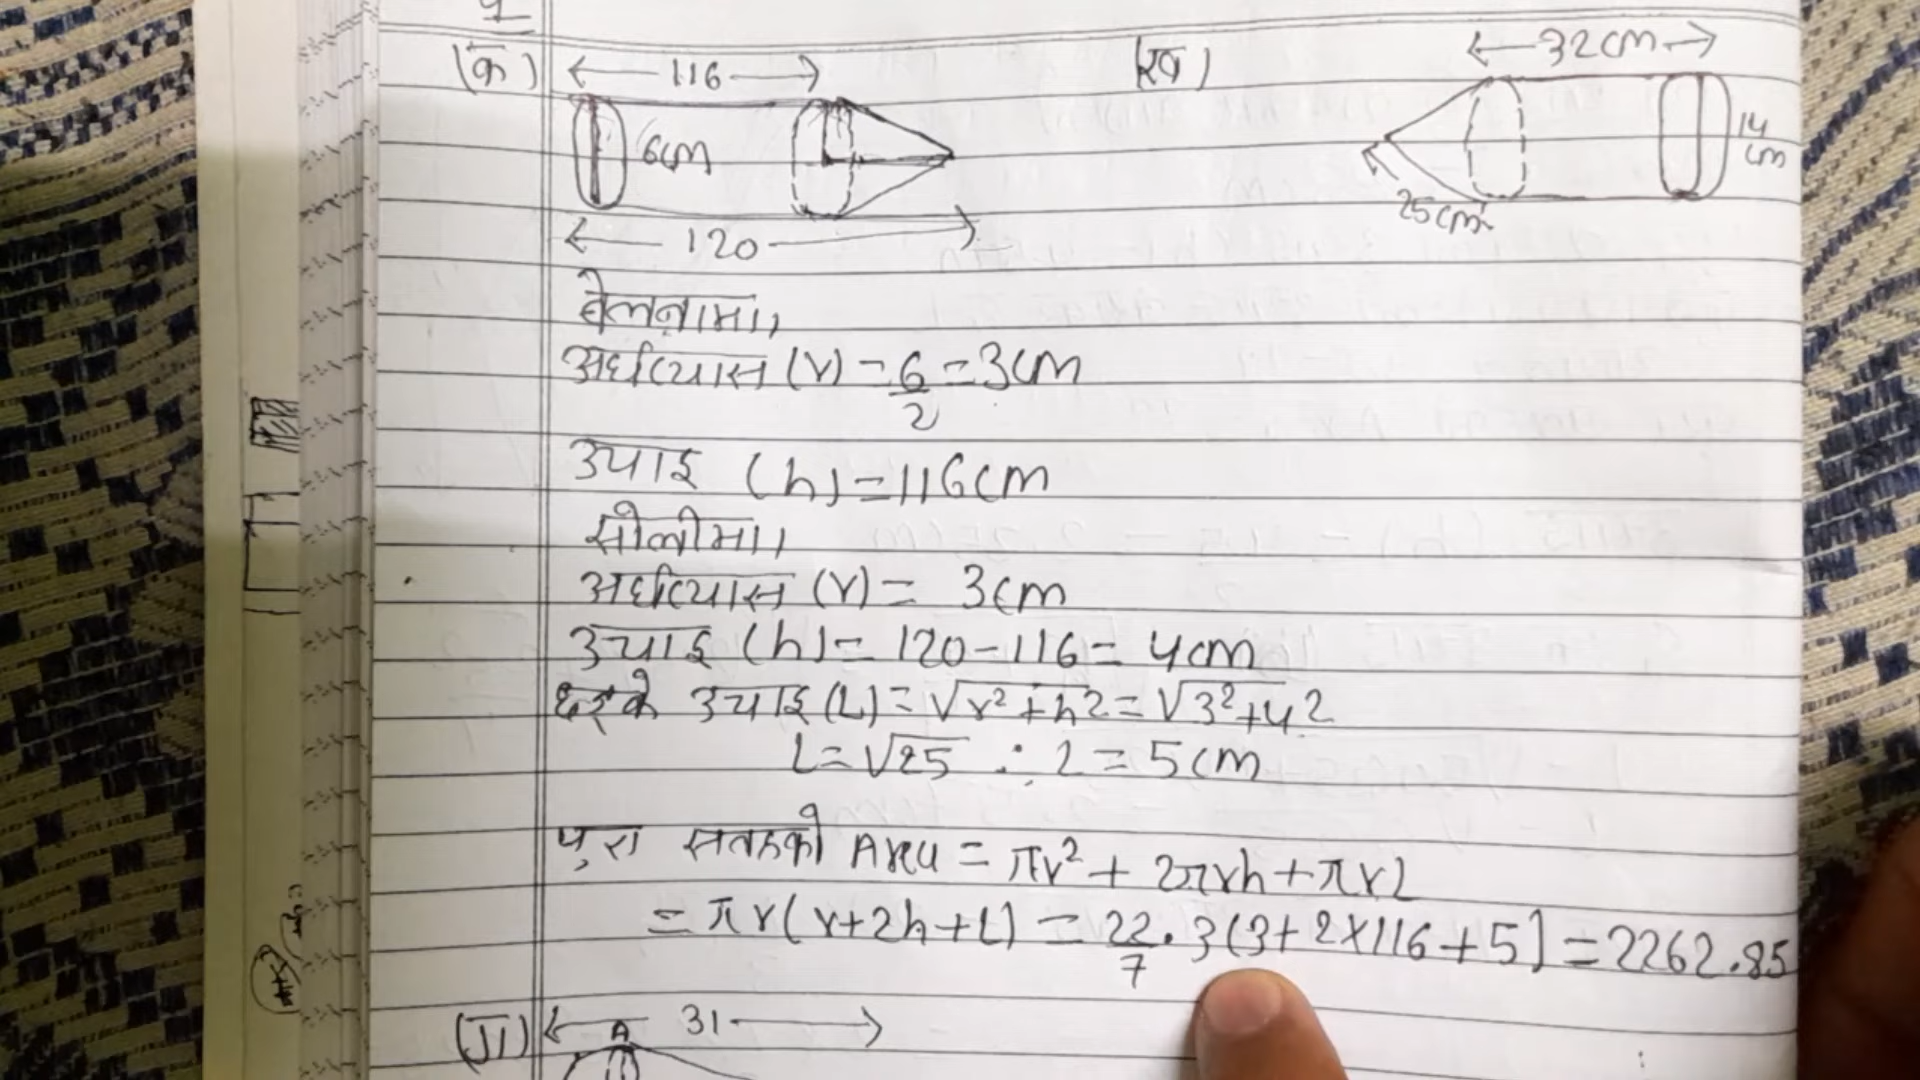 (क) 116 (ख) 32cm
6cm 14 cm
25cm
120
बेलनामा,
अर्धव्यास (r) = 6/2 = 3cm
उचाइ (h) = 116cm
सोलीमा,
अर्धव्यास (r) = 3cm
उचाइ (h) = 120-116 = 4cm
उचाइ (L) = √r²+h2 = √3²+42
L=√25 ∴ L = 5cm
पुरा सतहको Area = πr² + 2πrh + πrl
= πr(r+2h+l) = 22/7 . 3(3+2×116+5) = 2262.85
(ग) A 31